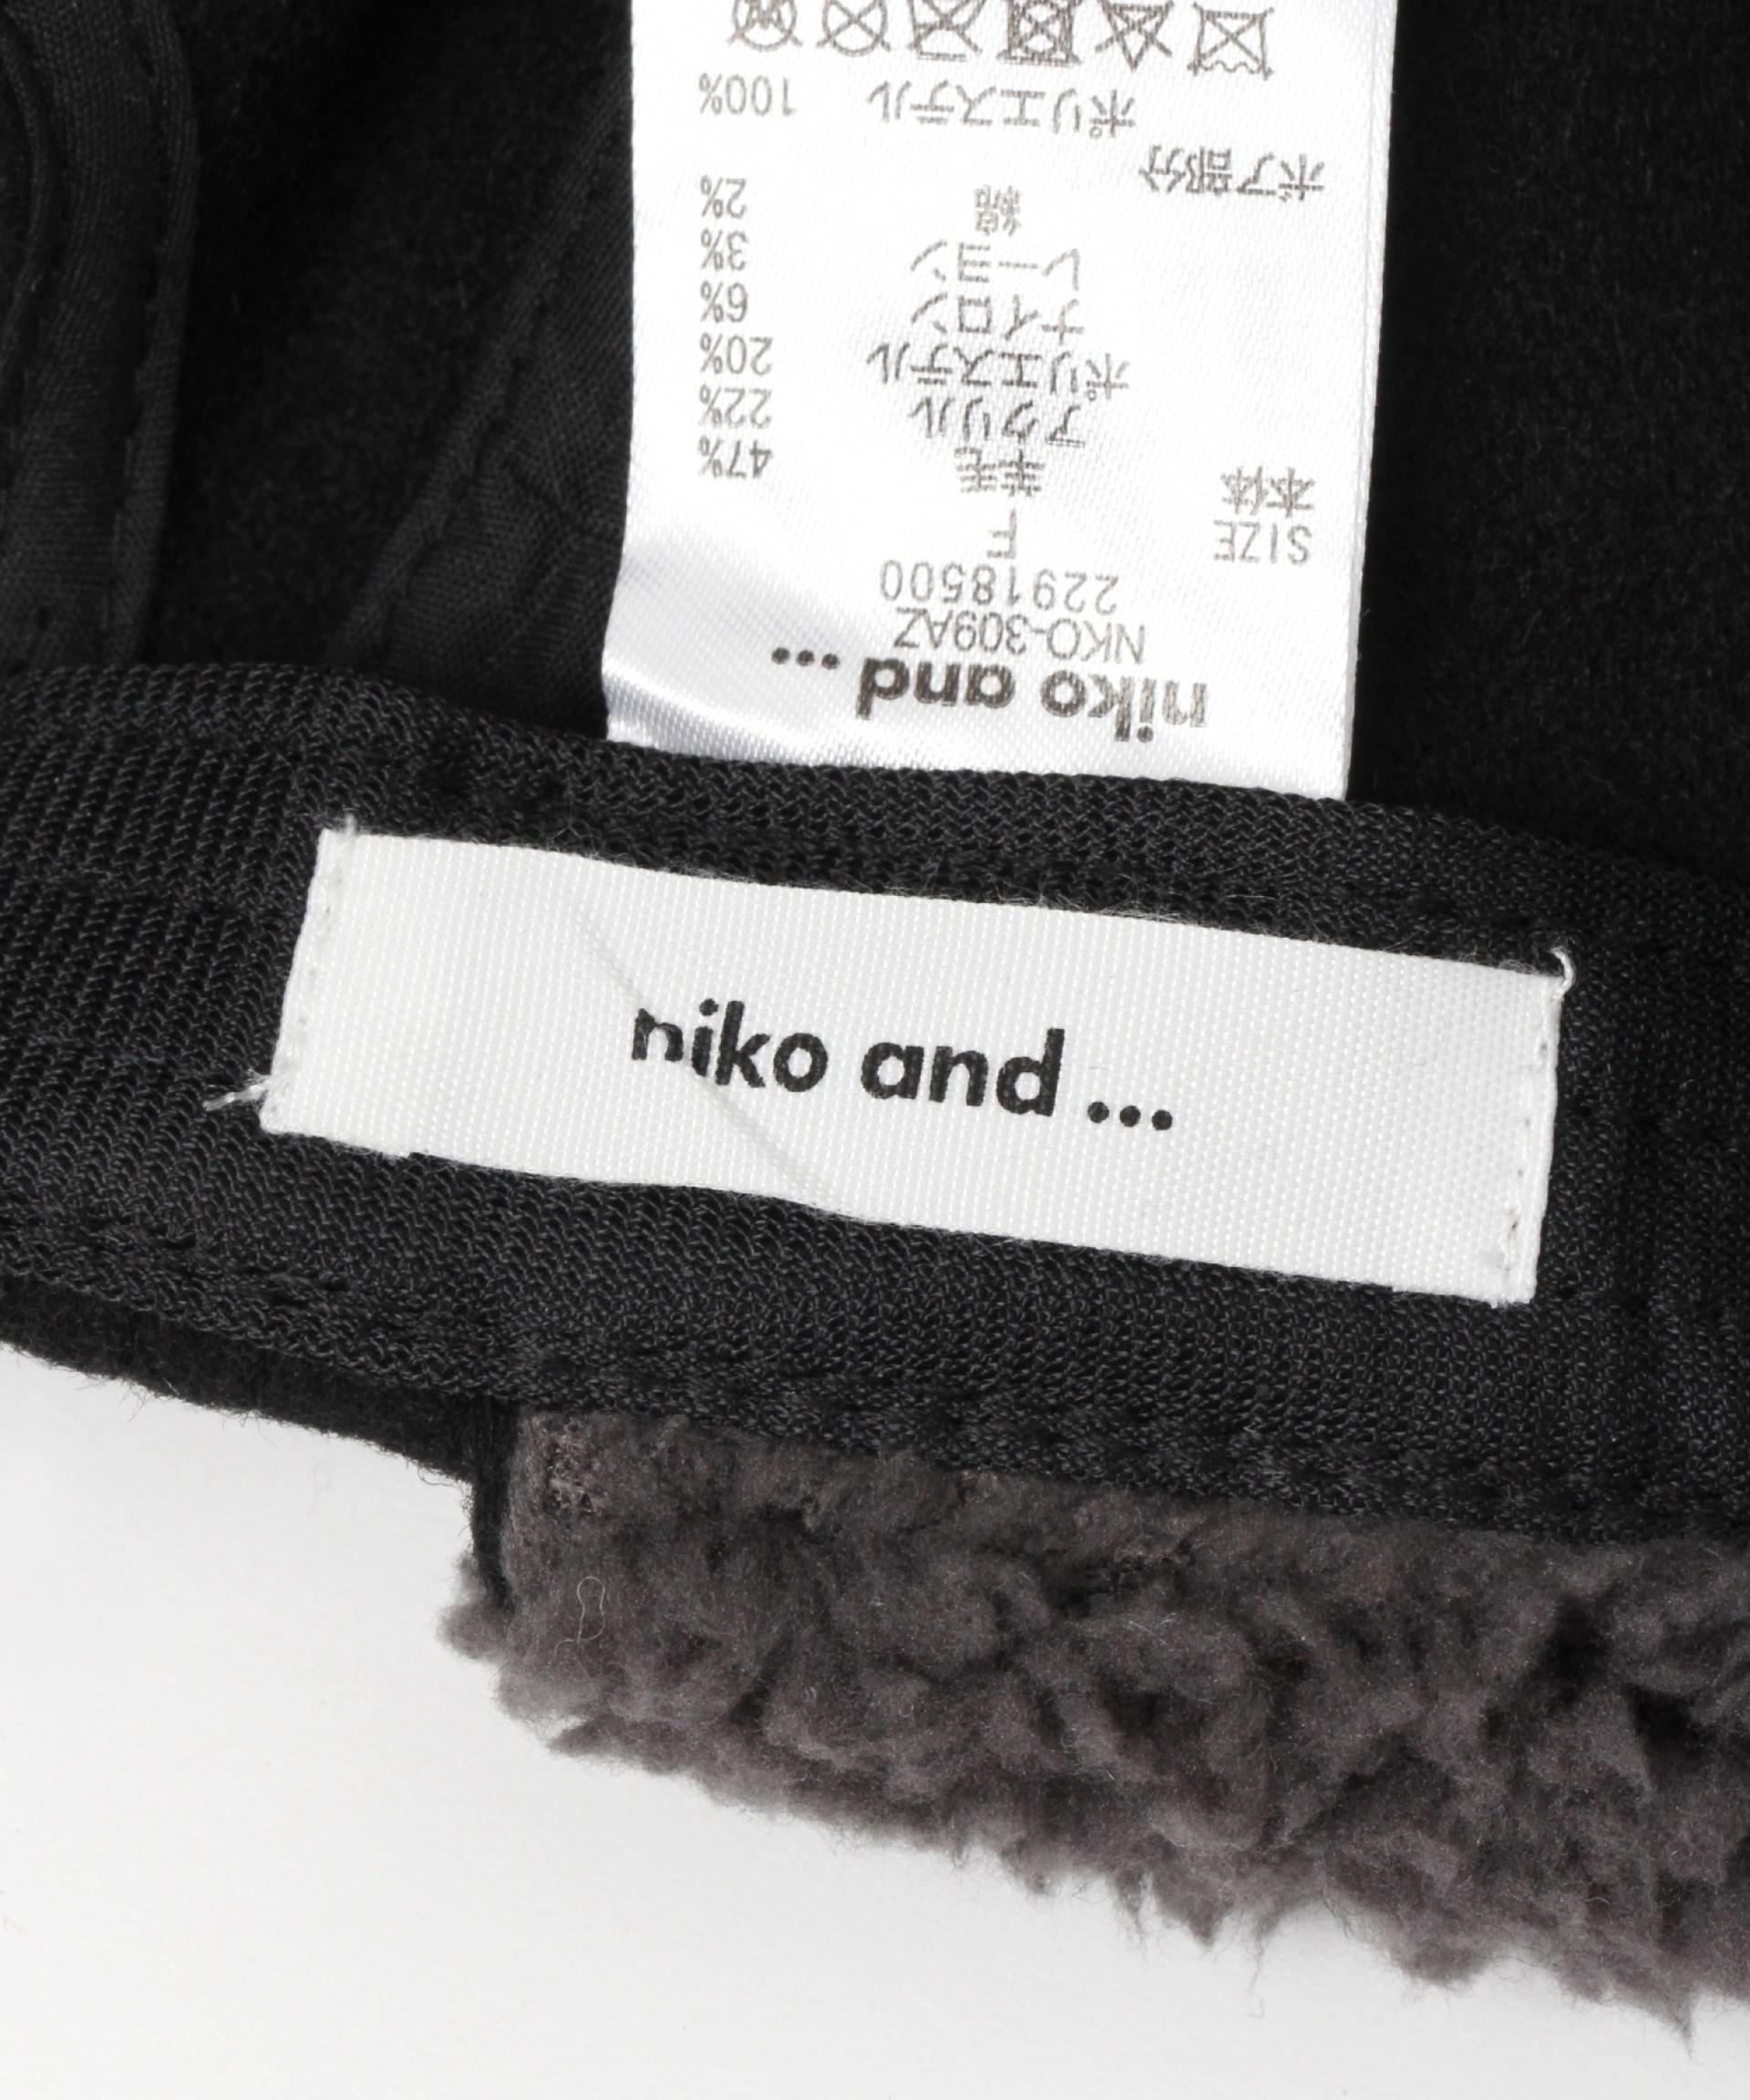 niko and ...
NKO-309AZ
22918500
SIZE F
本体 羊毛 47%
アクリル 22%
ポリエステル 20%
ナイロン 6%
レーヨン 3%
綿 2%
ボア部分
ポリエステル 100%
niko and ...